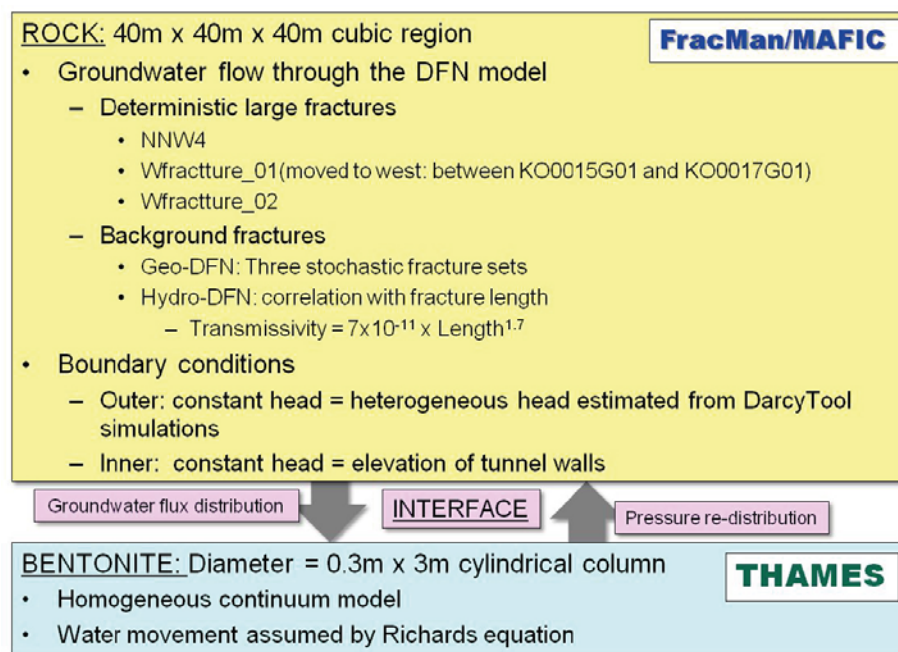 ROCK: 40m x 40m x 40m cubic region
FracMan/MAFIC
• Groundwater flow through the DFN model
– Deterministic large fractures
• NNW4
• Wfractture_01(moved to west: between KO0015G01 and KO0017G01)
• Wfractture_02
– Background fractures
• Geo-DFN: Three stochastic fracture sets
• Hydro-DFN: correlation with fracture length
– Transmissivity = 7x10⁻¹¹ x Length¹·⁷
• Boundary conditions
– Outer: constant head = heterogeneous head estimated from DarcyTool
simulations
– Inner: constant head = elevation of tunnel walls
Groundwater flux distribution
INTERFACE
Pressure re-distribution
BENTONITE: Diameter = 0.3m x 3m cylindrical column
THAMES
• Homogeneous continuum model
• Water movement assumed by Richards equation